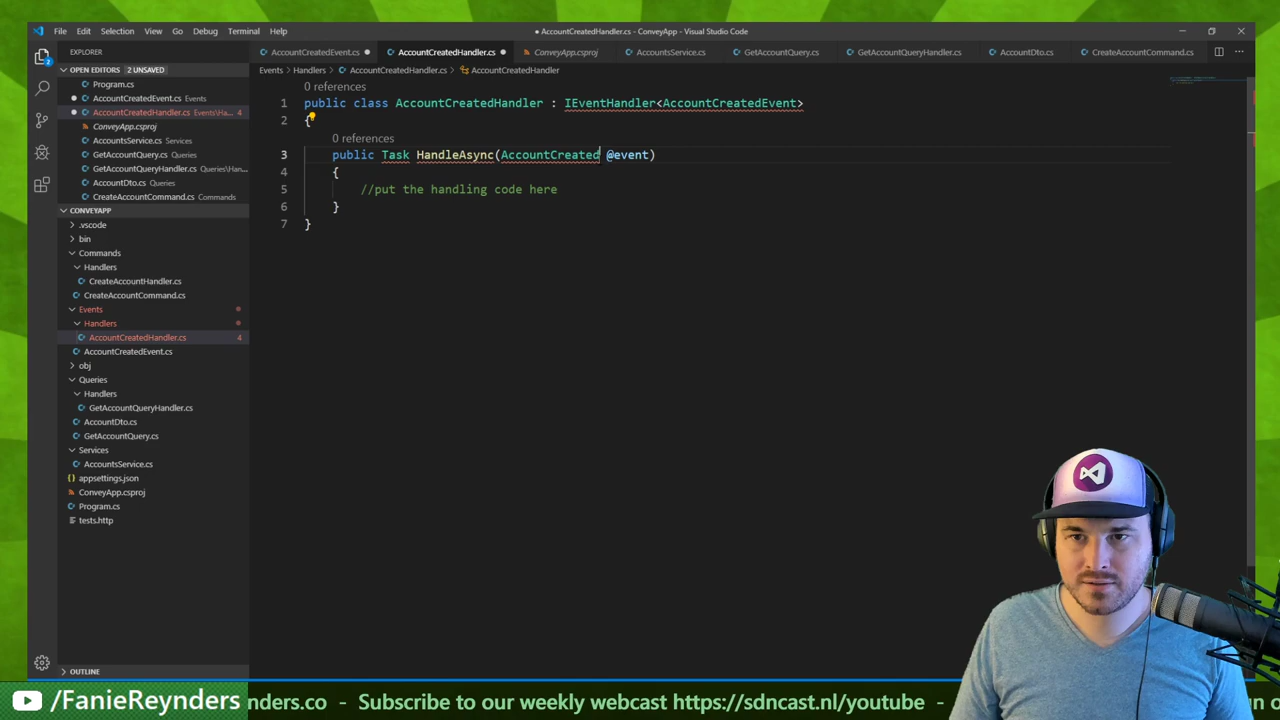 File Edit Selection View Go Debug Terminal Help
● AccountCreatedHandler.cs - ConveyApp - Visual Studio Code
EXPLORER
AccountCreatedEvent.cs ●
AccountCreatedHandler.cs ●
ConveyApp.csproj
AccountsService.cs
GetAccountQuery.cs
GetAccountQueryHandler.cs
AccountDto.cs
CreateAccountCommand.cs
OPEN EDITORS 2 UNSAVED
Program.cs
AccountCreatedEvent.cs Events
AccountCreatedHandler.cs Events\Ha... 4
ConveyApp.csproj
AccountsService.cs Services
GetAccountQuery.cs Queries
GetAccountQueryHandler.cs Queries\Han...
AccountDto.cs Queries
CreateAccountCommand.cs Commands
CONVEYAPP
.vscode
bin
Commands
Handlers
CreateAccountHandler.cs
CreateAccountCommand.cs
Events
Handlers
AccountCreatedHandler.cs 4
AccountCreatedEvent.cs
obj
Queries
Handlers
GetAccountQueryHandler.cs
AccountDto.cs
GetAccountQuery.cs
Services
AccountsService.cs
appsettings.json
ConveyApp.csproj
Program.cs
tests.http
OUTLINE
2
Events > Handlers > AccountCreatedHandler.cs > AccountCreatedHandler
0 references
1 public class AccountCreatedHandler : IEventHandler<AccountCreatedEvent>
2 {
0 references
3 public Task HandleAsync(AccountCreated @event)
4 {
5 //put the handling code here
6 }
7 }
/FanieReynders
nders.co - Subscribe to our weekly webcast https://sdncast.nl/youtube -